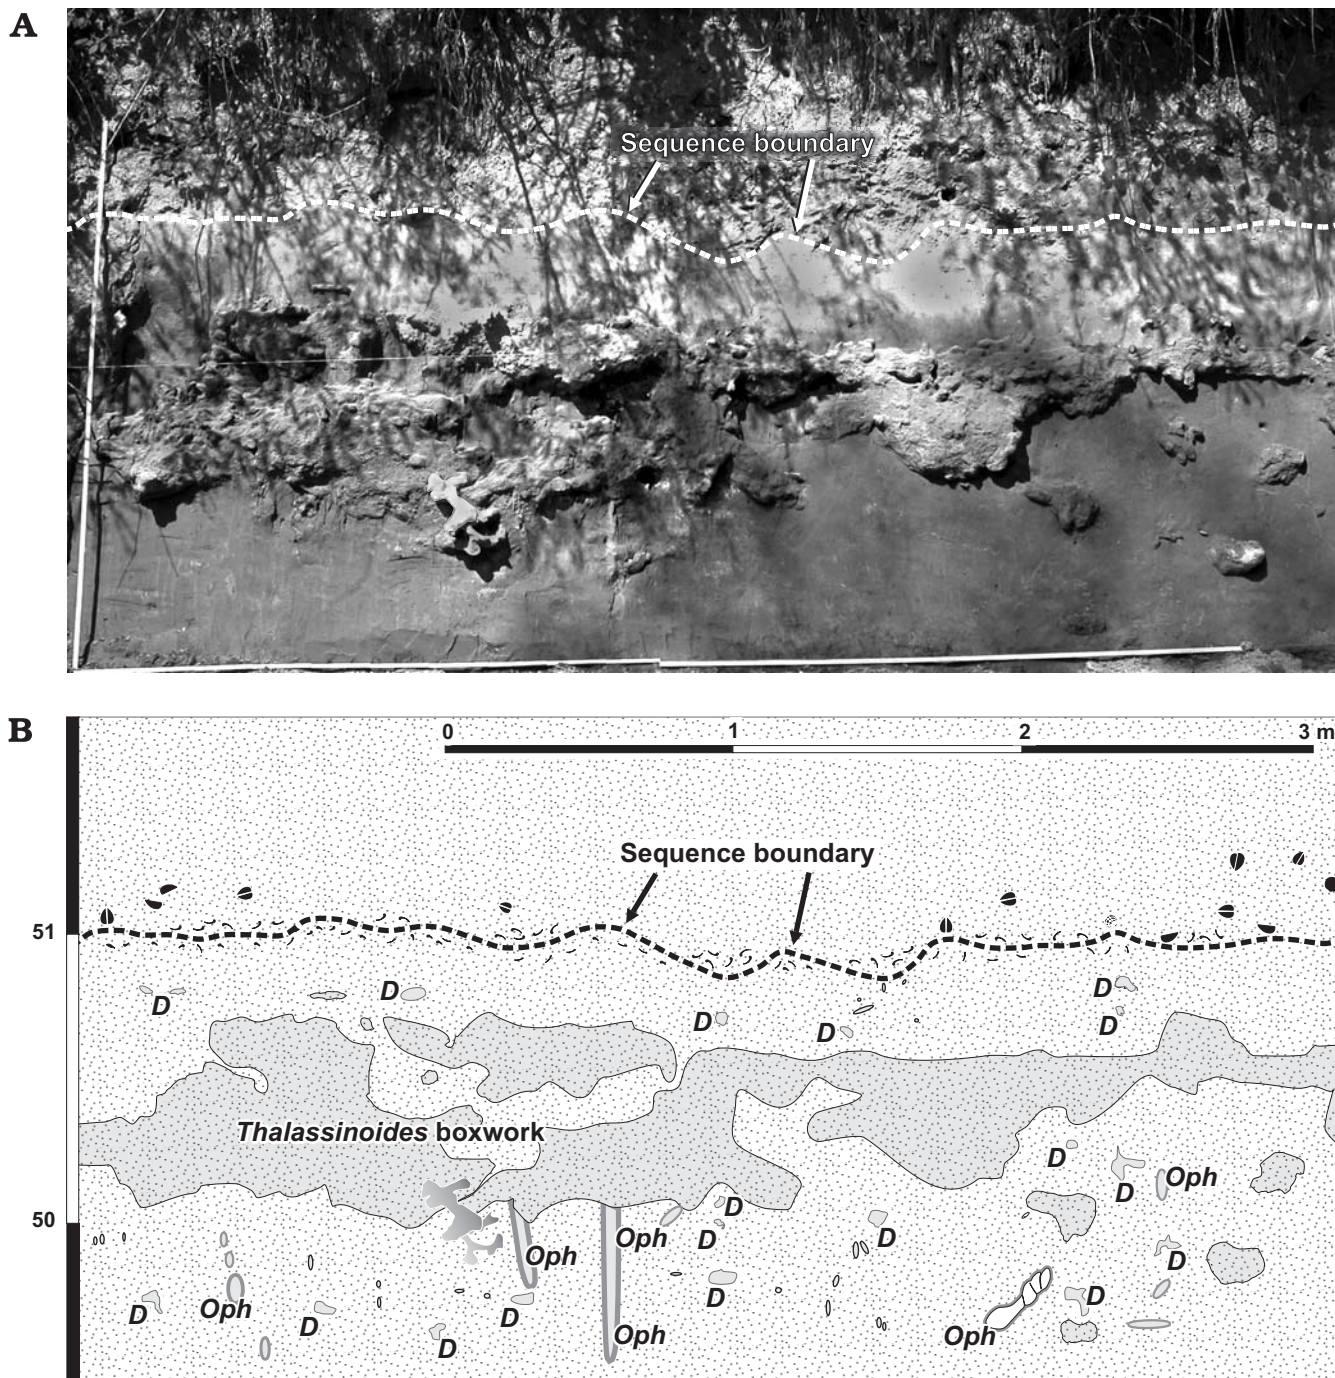 A
Sequence boundary
B
0 1 2 3 m
Sequence boundary
51
D D D
D D D
Thalassinoides boxwork
D
D Oph
D
50
Oph D D
Oph D
D Oph D D D D
Oph Oph
D